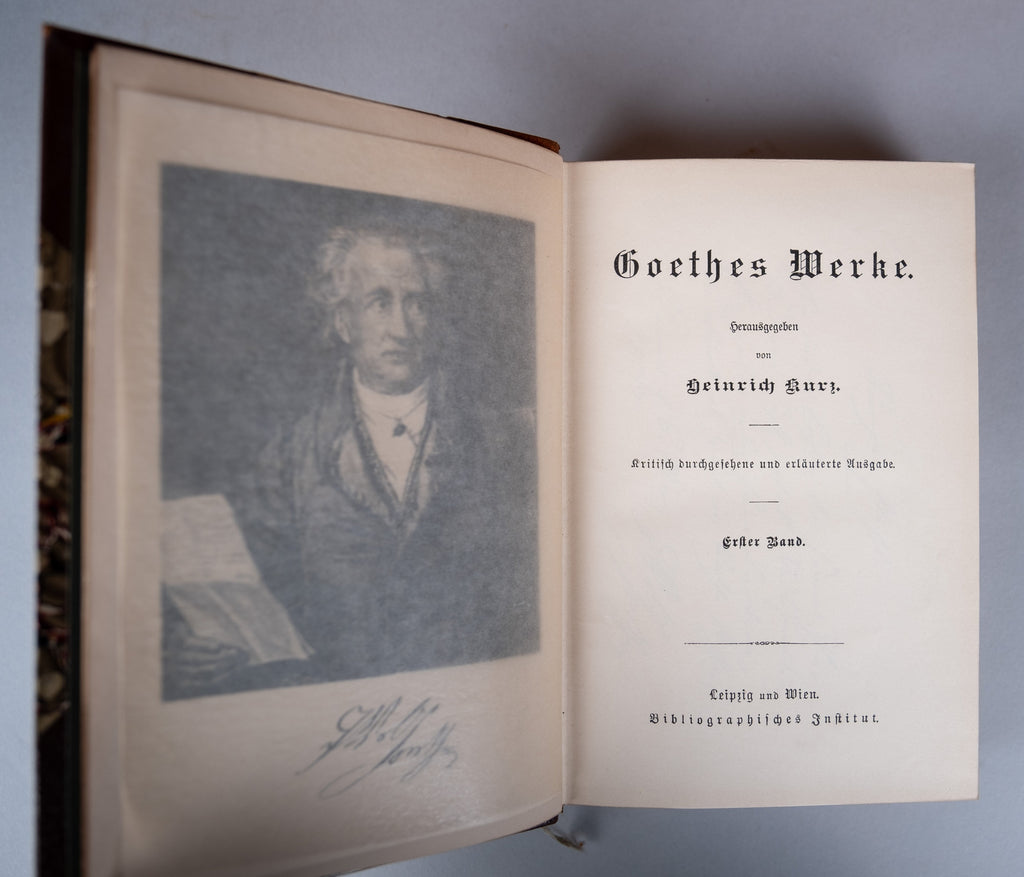 Goethes Werke.
Herausgegeben
von
Heinrich Kurz.
Kritisch durchgesehene und erläuterte Ausgabe.
Erster Band.
Leipzig und Wien.
Bibliographisches Institut.